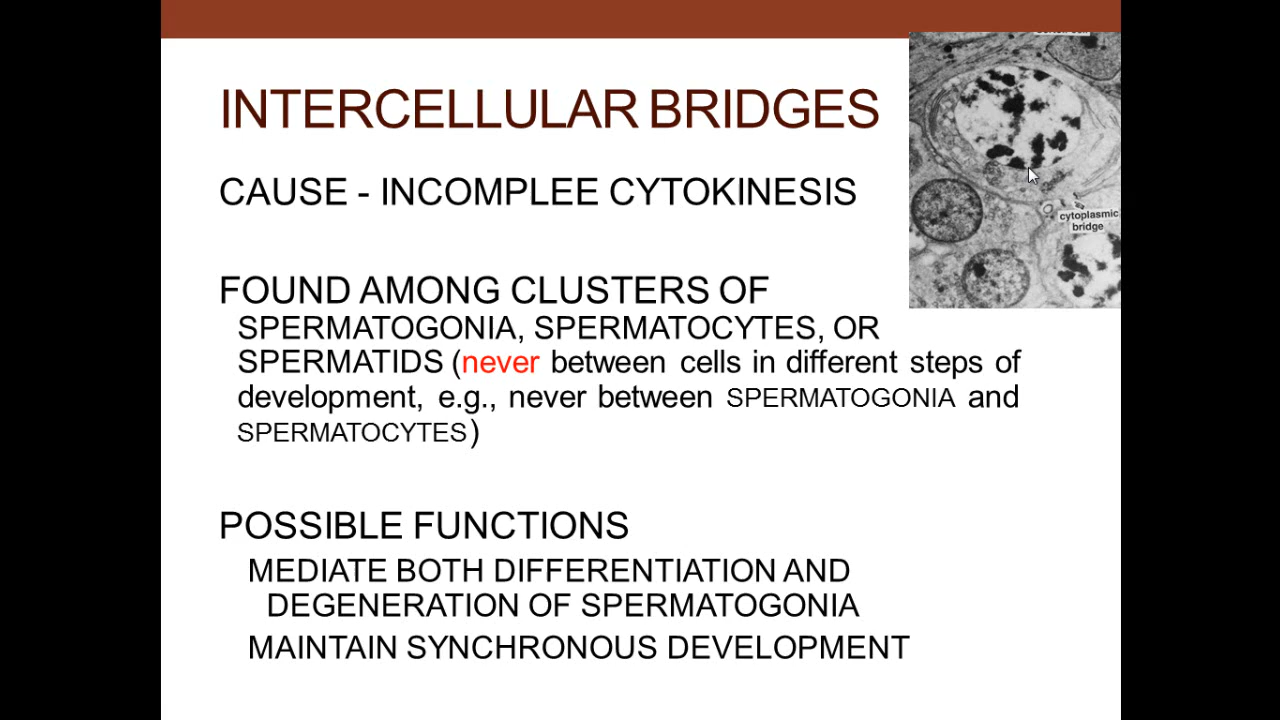 INTERCELLULAR BRIDGES
CAUSE - INCOMPLEE CYTOKINESIS
cytoplasmic
bridge
FOUND AMONG CLUSTERS OF
SPERMATOGONIA, SPERMATOCYTES, OR
SPERMATIDS (never between cells in different steps of
development, e.g., never between SPERMATOGONIA and
SPERMATOCYTES)
POSSIBLE FUNCTIONS
MEDIATE BOTH DIFFERENTIATION AND
DEGENERATION OF SPERMATOGONIA
MAINTAIN SYNCHRONOUS DEVELOPMENT